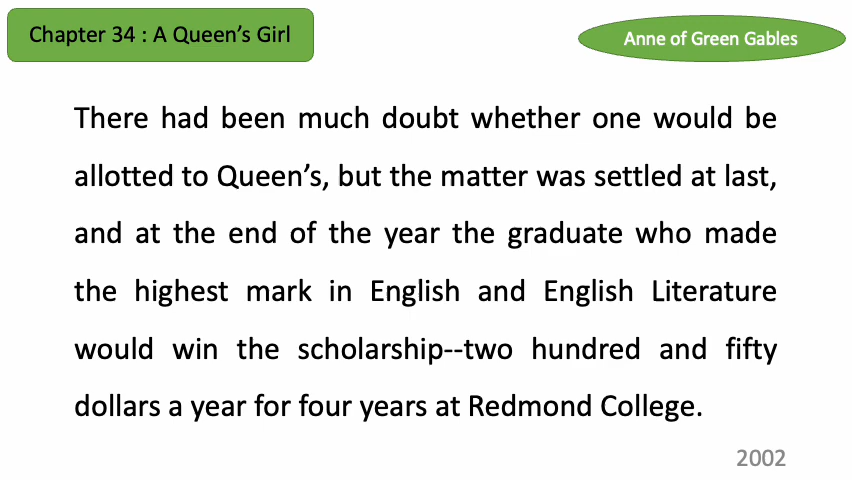 Chapter 34 : A Queen’s Girl
Anne of Green Gables
There had been much doubt whether one would be
allotted to Queen’s, but the matter was settled at last,
and at the end of the year the graduate who made
the highest mark in English and English Literature
would win the scholarship--two hundred and fifty
dollars a year for four years at Redmond College.
2002